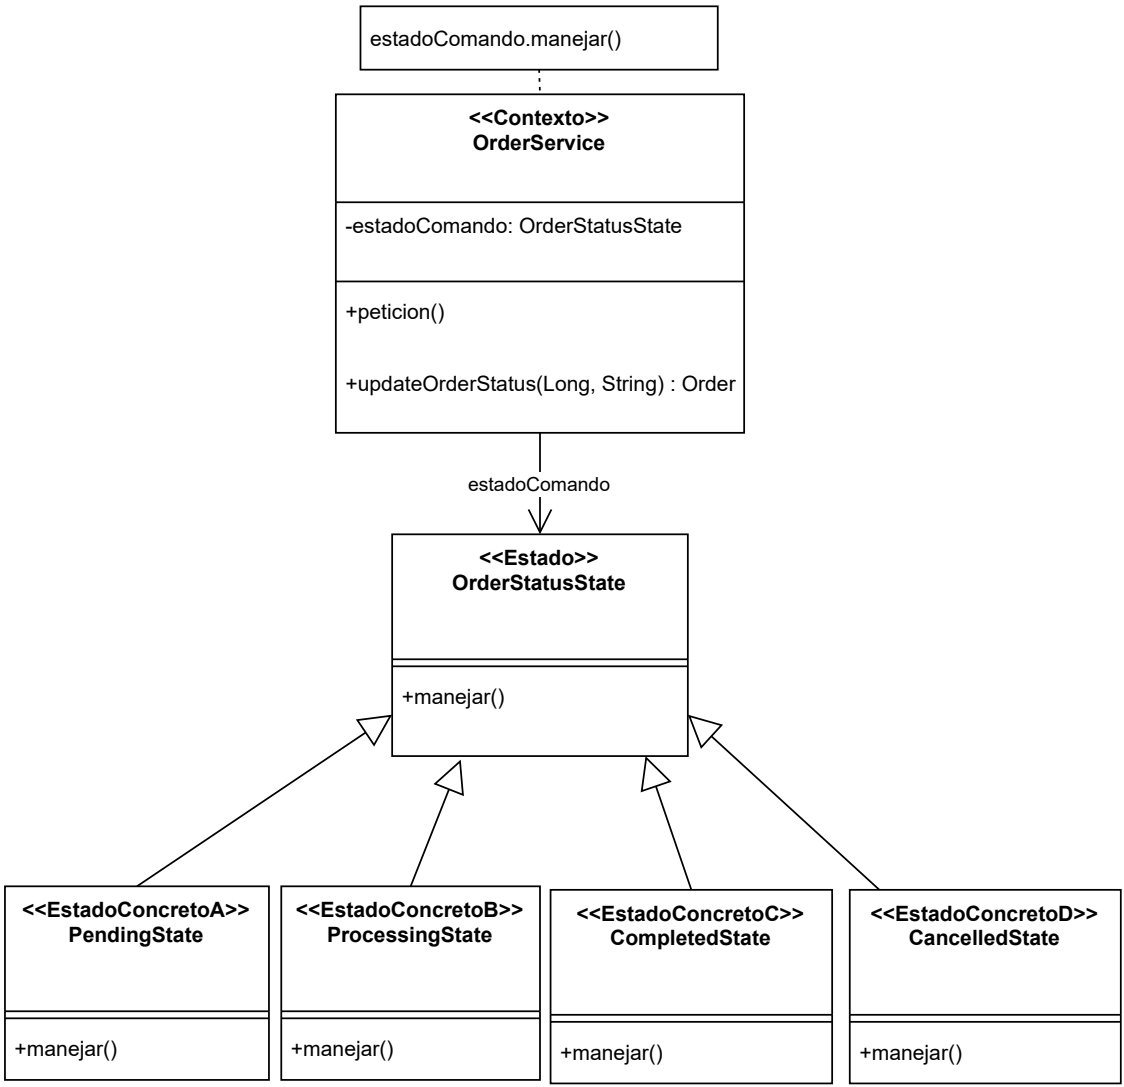 estadoComando.manejar()
<<Contexto>>
OrderService
-estadoComando: OrderStatusState
+peticion()
+updateOrderStatus(Long, String) : Order
estadoComando
<<Estado>>
OrderStatusState
+manejar()
<<EstadoConcretoA>>
PendingState
+manejar()
<<EstadoConcretoB>>
ProcessingState
+manejar()
<<EstadoConcretoC>>
CompletedState
+manejar()
<<EstadoConcretoD>>
CancelledState
+manejar()